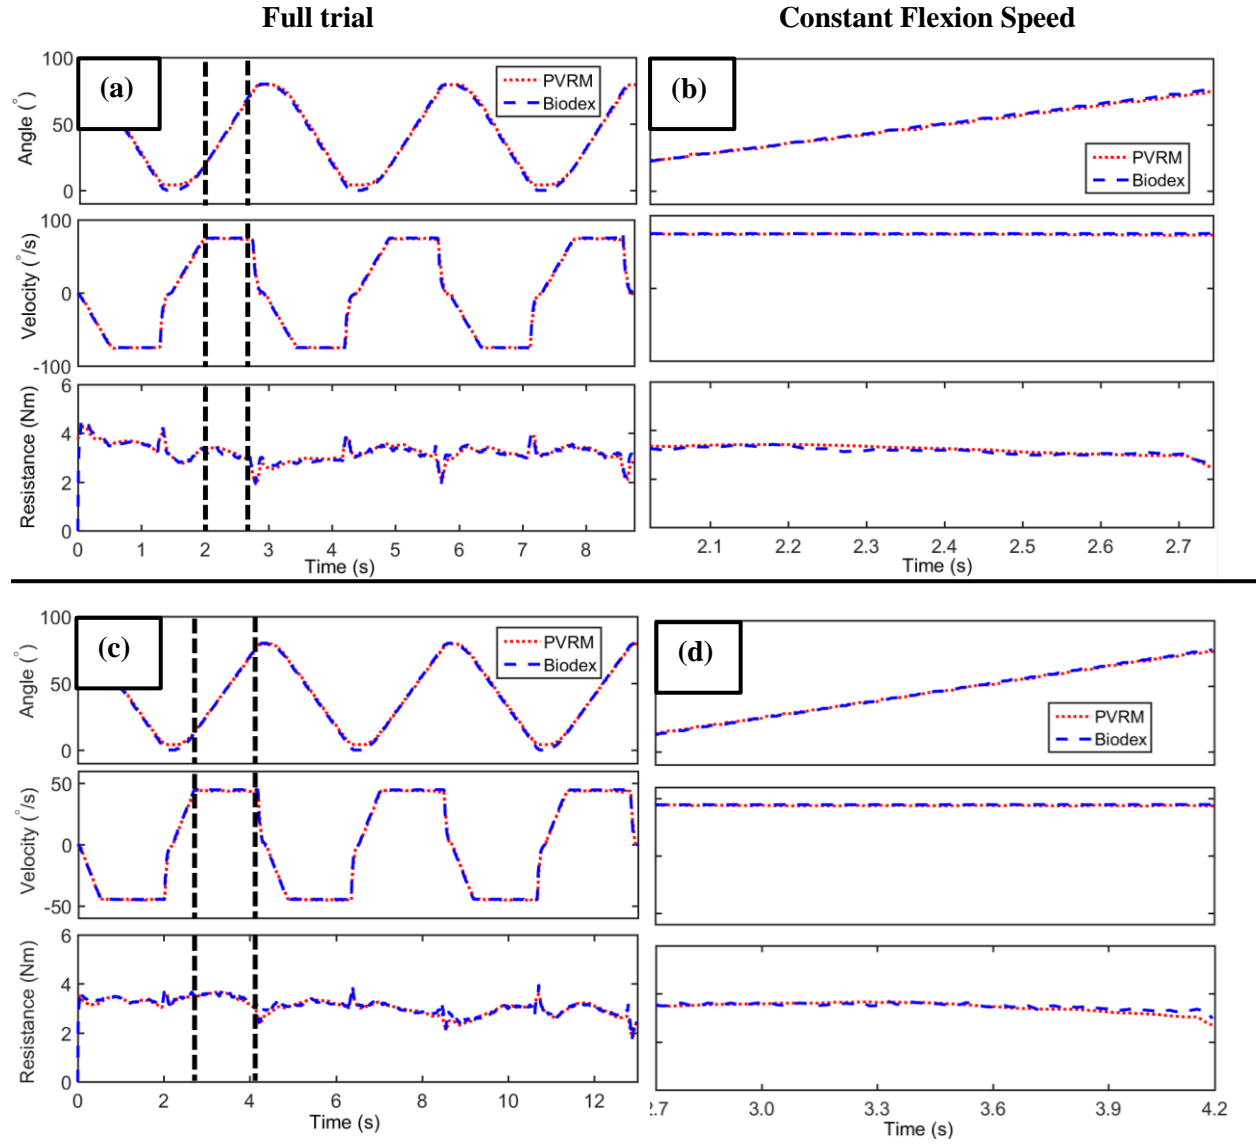 Full trial
Constant Flexion Speed
(a)
100
50
0
Angle (°)
PVRM
Biodex
100
0
-100
Velocity (°/s)
6
4
2
0
Resistance (Nm)
0 1 2 3 4 5 6 7 8
Time (s)
(b)
PVRM
Biodex
2.1 2.2 2.3 2.4 2.5 2.6 2.7
Time (s)
(c)
100
50
0
Angle (°)
PVRM
Biodex
50
0
-50
Velocity (°/s)
6
4
2
0
Resistance (Nm)
0 2 4 6 8 10 12
Time (s)
(d)
PVRM
Biodex
2.7 3.0 3.3 3.6 3.9 4.2
Time (s)